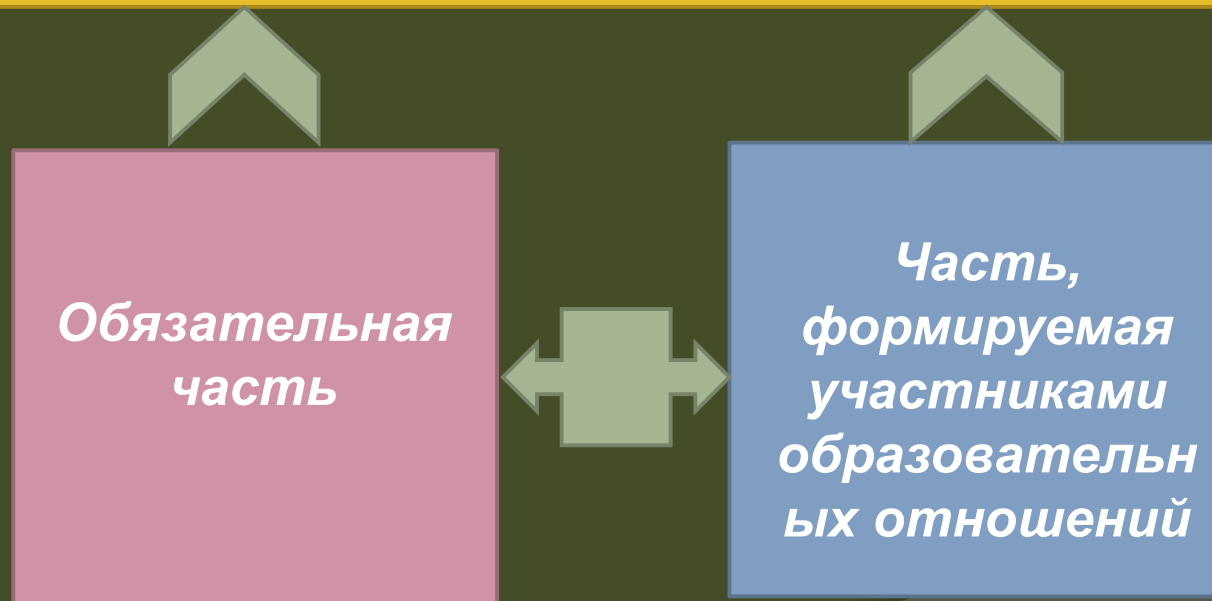 Обязательная
часть
Часть,
формируемая
участниками
образовательн
ых отношений